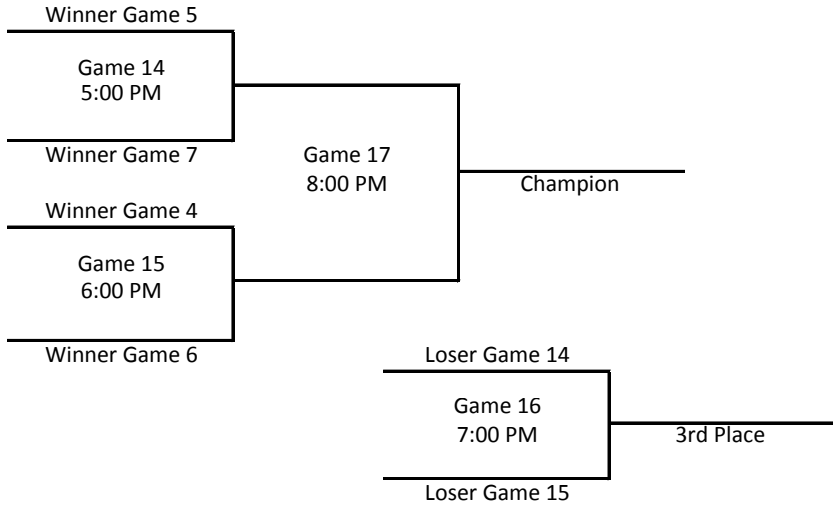 Winner Game 5
Game 14
5:00 PM
Winner Game 7
Game 17
8:00 PM
Champion
Winner Game 4
Game 15
6:00 PM
Winner Game 6
Loser Game 14
Game 16
7:00 PM
3rd Place
Loser Game 15